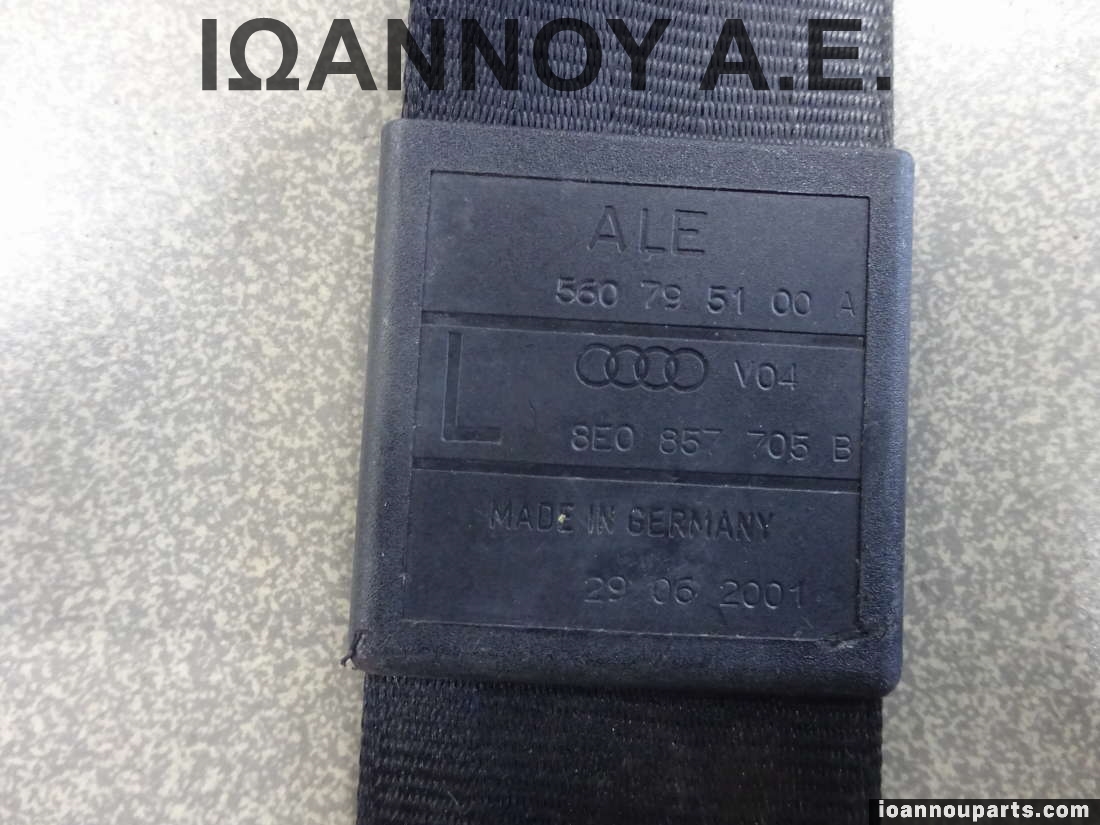 ΙΩΑΝΝΟΥ Α.Ε.
ALE
560 79 51 00 A
L
V04
8E0 857 705 B
MADE IN GERMANY
29 06 2001
ioannouparts.com